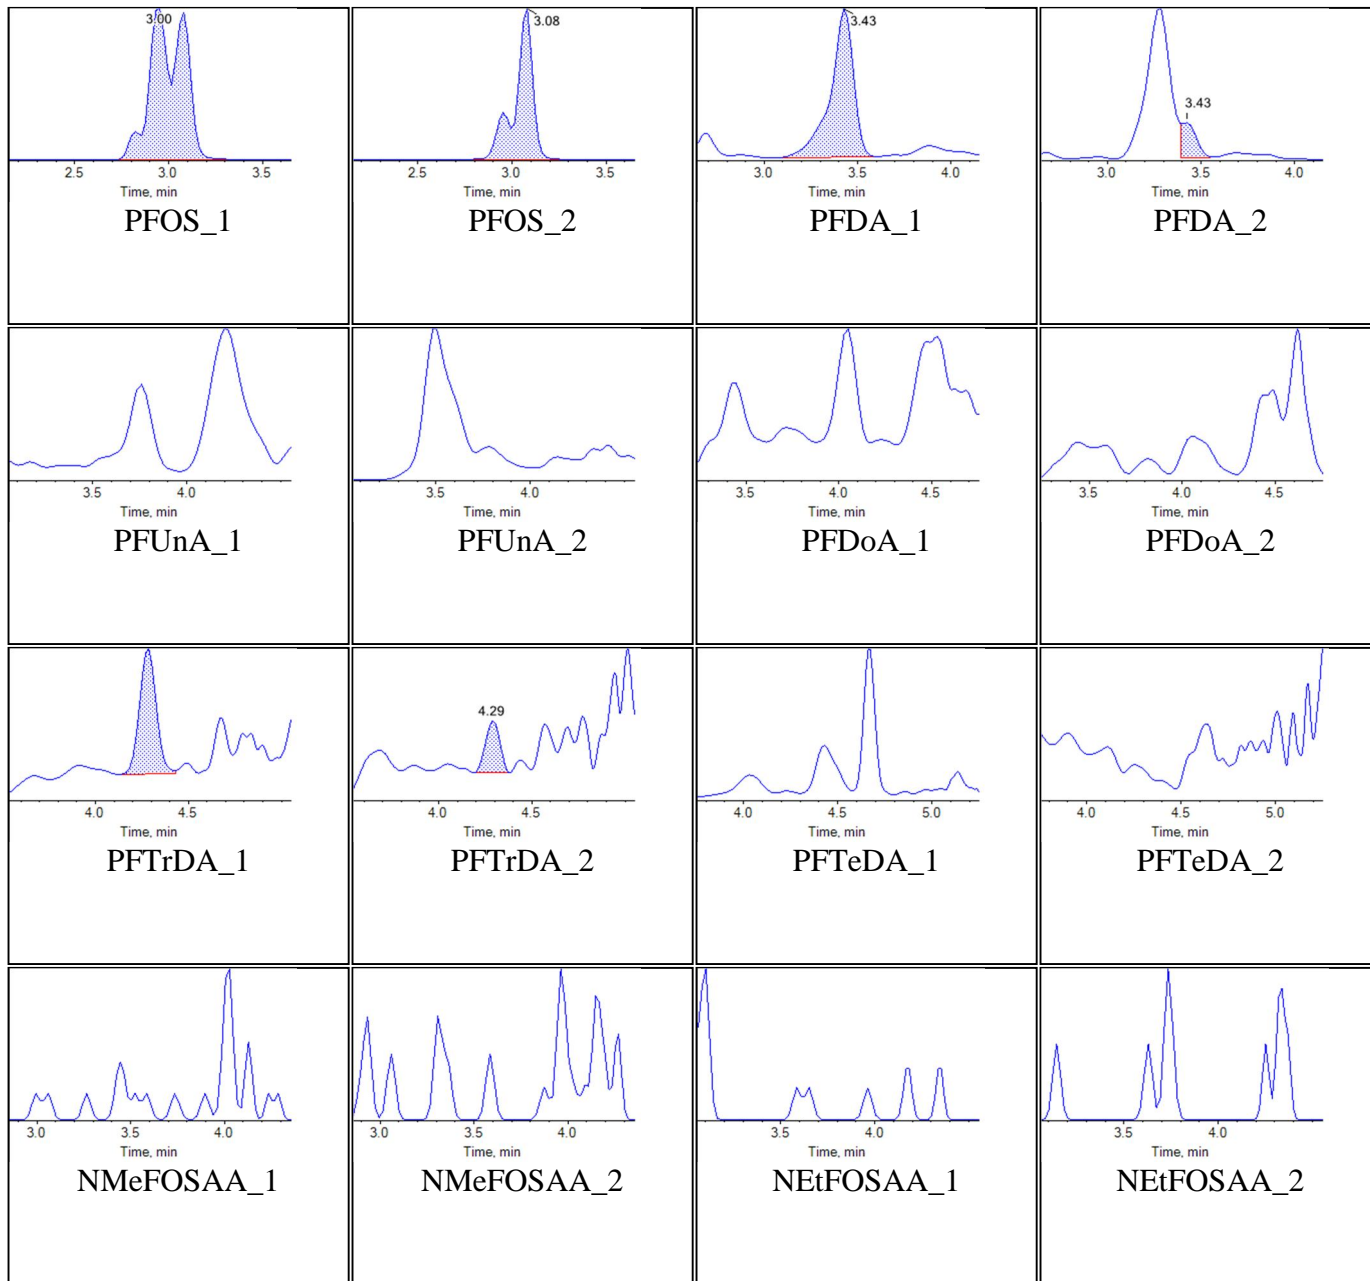 3.00
2.5 3.0 3.5
Time, min
PFOS_1
3.08
2.5 3.0 3.5
Time, min
PFOS_2
3.43
3.0 3.5 4.0
Time, min
PFDA_1
3.43
3.0 3.5 4.0
Time, min
PFDA_2
3.5 4.0
Time, min
PFUnA_1
3.5 4.0
Time, min
PFUnA_2
3.5 4.0 4.5
Time, min
PFDoA_1
3.5 4.0 4.5
Time, min
PFDoA_2
4.0 4.5
Time, min
PFTrDA_1
4.29
4.0 4.5
Time, min
PFTrDA_2
4.0 4.5 5.0
Time, min
PFTeDA_1
4.0 4.5 5.0
Time, min
PFTeDA_2
3.0 3.5 4.0
Time, min
NMeFOSAA_1
3.0 3.5 4.0
Time, min
NMeFOSAA_2
3.5 4.0
Time, min
NEtFOSAA_1
3.5 4.0
Time, min
NEtFOSAA_2